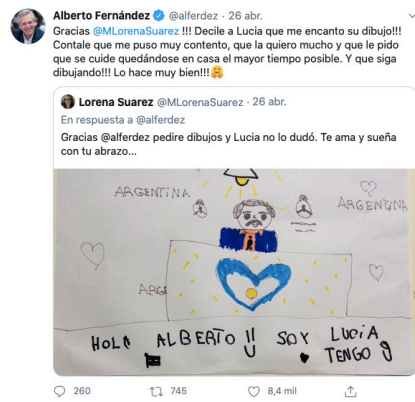 Alberto Fernández @alferdez · 26 abr.
Gracias @MLorenaSuarez !!! Decile a Lucia que me encanto su dibujo!!!
Contale que me puso muy contento, que la quiero mucho y que le pido
que se cuide quedándose en casa el mayor tiempo posible. Y que siga
dibujando!!! Lo hace muy bien!!!🤗
Lorena Suarez @MLorenaSuarez · 26 abr.
En respuesta a @alferdez
Gracias @alferdez pedire dibujos y Lucia no lo dudó. Te ama y sueña
con tu abrazo...
ARGENTINA
ARGENTINA
ARG
HOLA ALBERTO!! SOY LUCIA
TENGO 9
260 745 8,4 mil